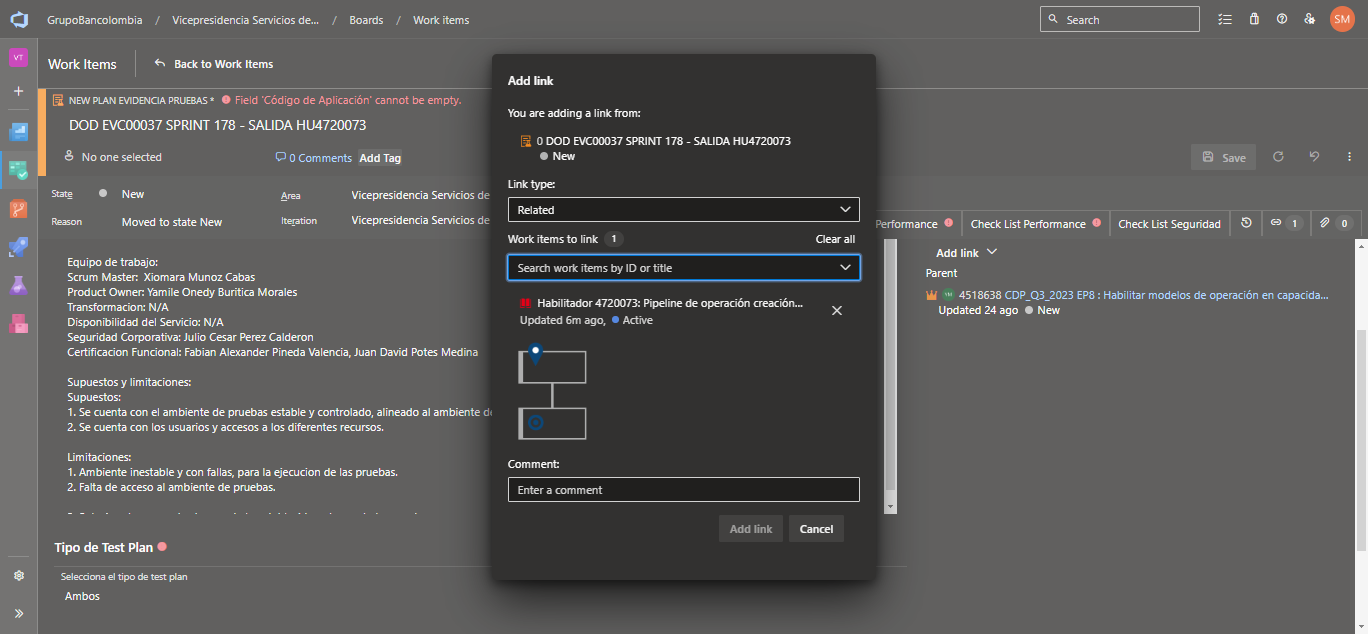 GrupoBancolombia / Vicepresidencia Servicios de... / Boards / Work items
Search
SM
VT
Work Items
Back to Work Items
NEW PLAN EVIDENCIA PRUEBAS * Field 'Código de Aplicación' cannot be empty.
DOD EVC00037 SPRINT 178 - SALIDA HU4720073
No one selected
0 Comments
Add Tag
Save
State
New
Area
Vicepresidencia Servicios de
Reason
Moved to state New
Iteration
Vicepresidencia Servicios de
Performance
Check List Performance
Check List Seguridad
1
0
Equipo de trabajo:
Scrum Master: Xiomara Munoz Cabas
Product Owner: Yamile Onedy Buritica Morales
Transformacion: N/A
Disponibilidad del Servicio: N/A
Seguridad Corporativa: Julio Cesar Perez Calderon
Certificacion Funcional: Fabian Alexander Pineda Valencia, Juan David Potes Medina
Supuestos y limitaciones:
Supuestos:
1. Se cuenta con el ambiente de pruebas estable y controlado, alineado al ambiente de
2. Se cuenta con los usuarios y accesos a los diferentes recursos.
Limitaciones:
1. Ambiente inestable y con fallas, para la ejecucion de las pruebas.
2. Falta de acceso al ambiente de pruebas.
Tipo de Test Plan
Selecciona el tipo de test plan
Ambos
Add link
You are adding a link from:
0 DOD EVC00037 SPRINT 178 - SALIDA HU4720073
New
Link type:
Related
Work items to link 1
Clear all
Search work items by ID or title
Habilitador 4720073: Pipeline de operación creación...
Updated 6m ago, Active
Comment:
Enter a comment
Add link
Cancel
Add link
Parent
4518638 CDP_Q3_2023 EP8 : Habilitar modelos de operación en capacida...
Updated 24 ago New